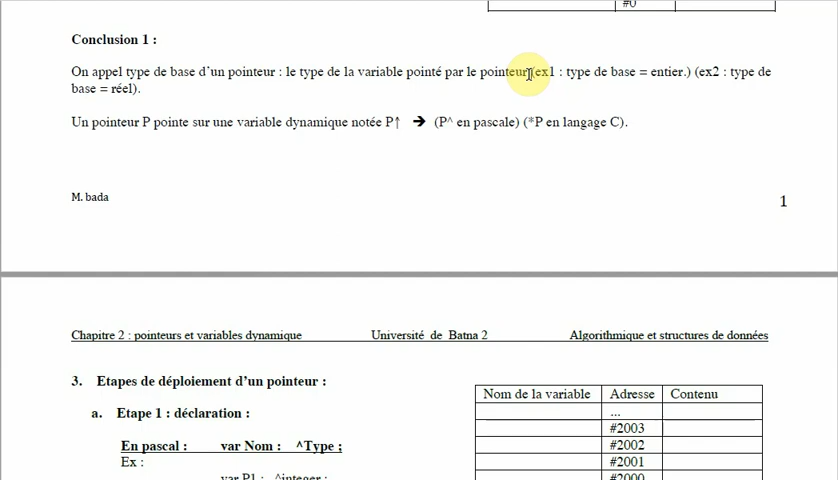 #0
Conclusion 1 :
On appel type de base d'un pointeur : le type de la variable pointé par le pointeur (ex1 : type de base = entier.) (ex2 : type de
base = réel).
Un pointeur P pointe sur une variable dynamique notée P↑ ➔ (P^ en pascale) (*P en langage C).
M. bada
1
Chapitre 2 : pointeurs et variables dynamique Université de Batna 2 Algorithmique et structures de données
3. Etapes de déploiement d'un pointeur :
Nom de la variable Adresse Contenu
a. Etape 1 : déclaration :
...
#2003
En pascal : var Nom : ^Type ;
#2002
Ex :
#2001
var P1 : ^integer ;
#2000